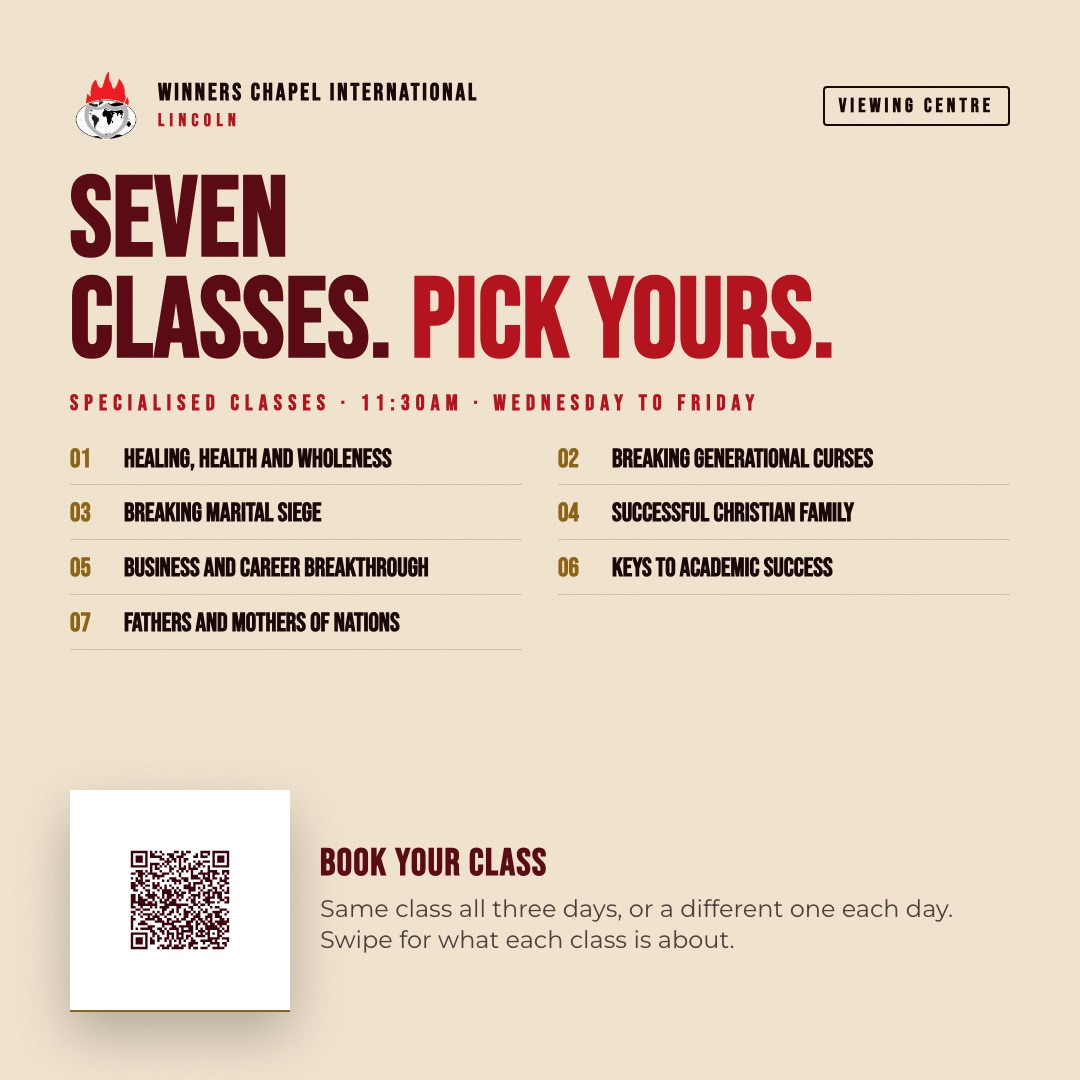 WINNERS CHAPEL INTERNATIONAL
LINCOLN
VIEWING CENTRE
SEVEN
CLASSES. PICK YOURS.
SPECIALISED CLASSES · 11:30AM · WEDNESDAY TO FRIDAY
01 HEALING, HEALTH AND WHOLENESS
02 BREAKING GENERATIONAL CURSES
03 BREAKING MARITAL SIEGE
04 SUCCESSFUL CHRISTIAN FAMILY
05 BUSINESS AND CAREER BREAKTHROUGH
06 KEYS TO ACADEMIC SUCCESS
07 FATHERS AND MOTHERS OF NATIONS
BOOK YOUR CLASS
Same class all three days, or a different one each day.
Swipe for what each class is about.